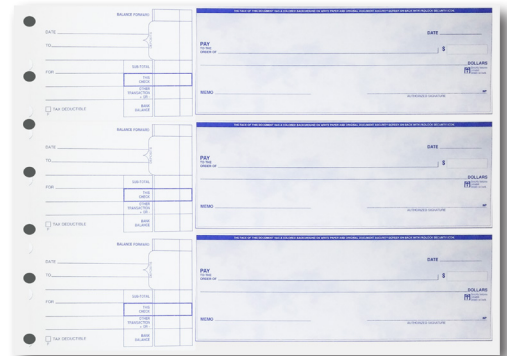 BALANCE FORWARD
DATE
TO
FOR
SUB-TOTAL
THIS
CHECK
OTHER
TRANSACTION
+ OR -
BANK
BALANCE
TAX DEDUCTIBLE
DATE
PAY
TO THE
ORDER OF
$
DOLLARS
MEMO
AUTHORIZED SIGNATURE
BALANCE FORWARD
DATE
TO
FOR
SUB-TOTAL
THIS
CHECK
OTHER
TRANSACTION
+ OR -
BANK
BALANCE
TAX DEDUCTIBLE
DATE
PAY
TO THE
ORDER OF
$
DOLLARS
MEMO
AUTHORIZED SIGNATURE
BALANCE FORWARD
DATE
TO
FOR
SUB-TOTAL
THIS
CHECK
OTHER
TRANSACTION
+ OR -
BANK
BALANCE
TAX DEDUCTIBLE
DATE
PAY
TO THE
ORDER OF
$
DOLLARS
MEMO
AUTHORIZED SIGNATURE